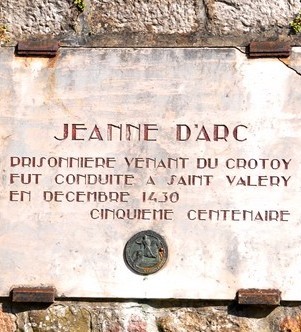 JEANNE D'ARC
PRISONNIERE VENANT DU CROTOY
FUT CONDUITE A SAINT VALERY
EN DECEMBRE 1430
CINQUIEME CENTENAIRE